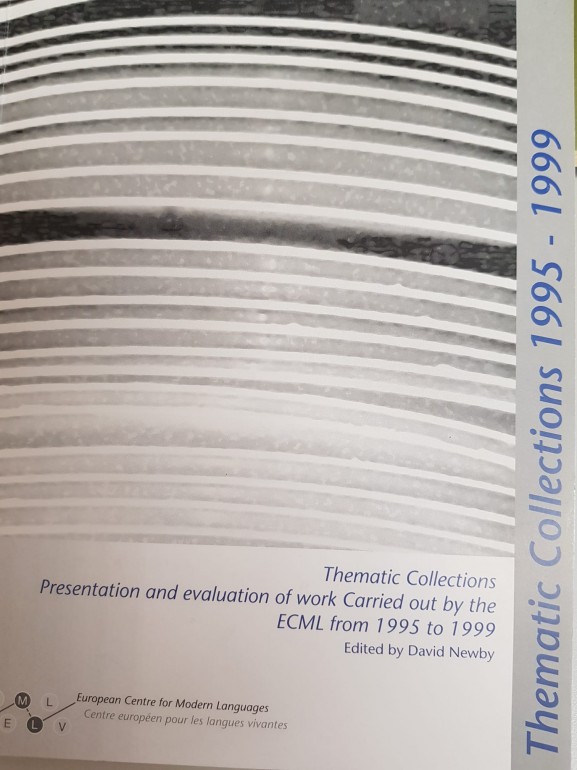 Thematic Collections 1995 - 1999
Thematic Collections
Presentation and evaluation of work Carried out by the
ECML from 1995 to 1999
Edited by David Newby
M L
E L V
European Centre for Modern Languages
Centre européen pour les langues vivantes